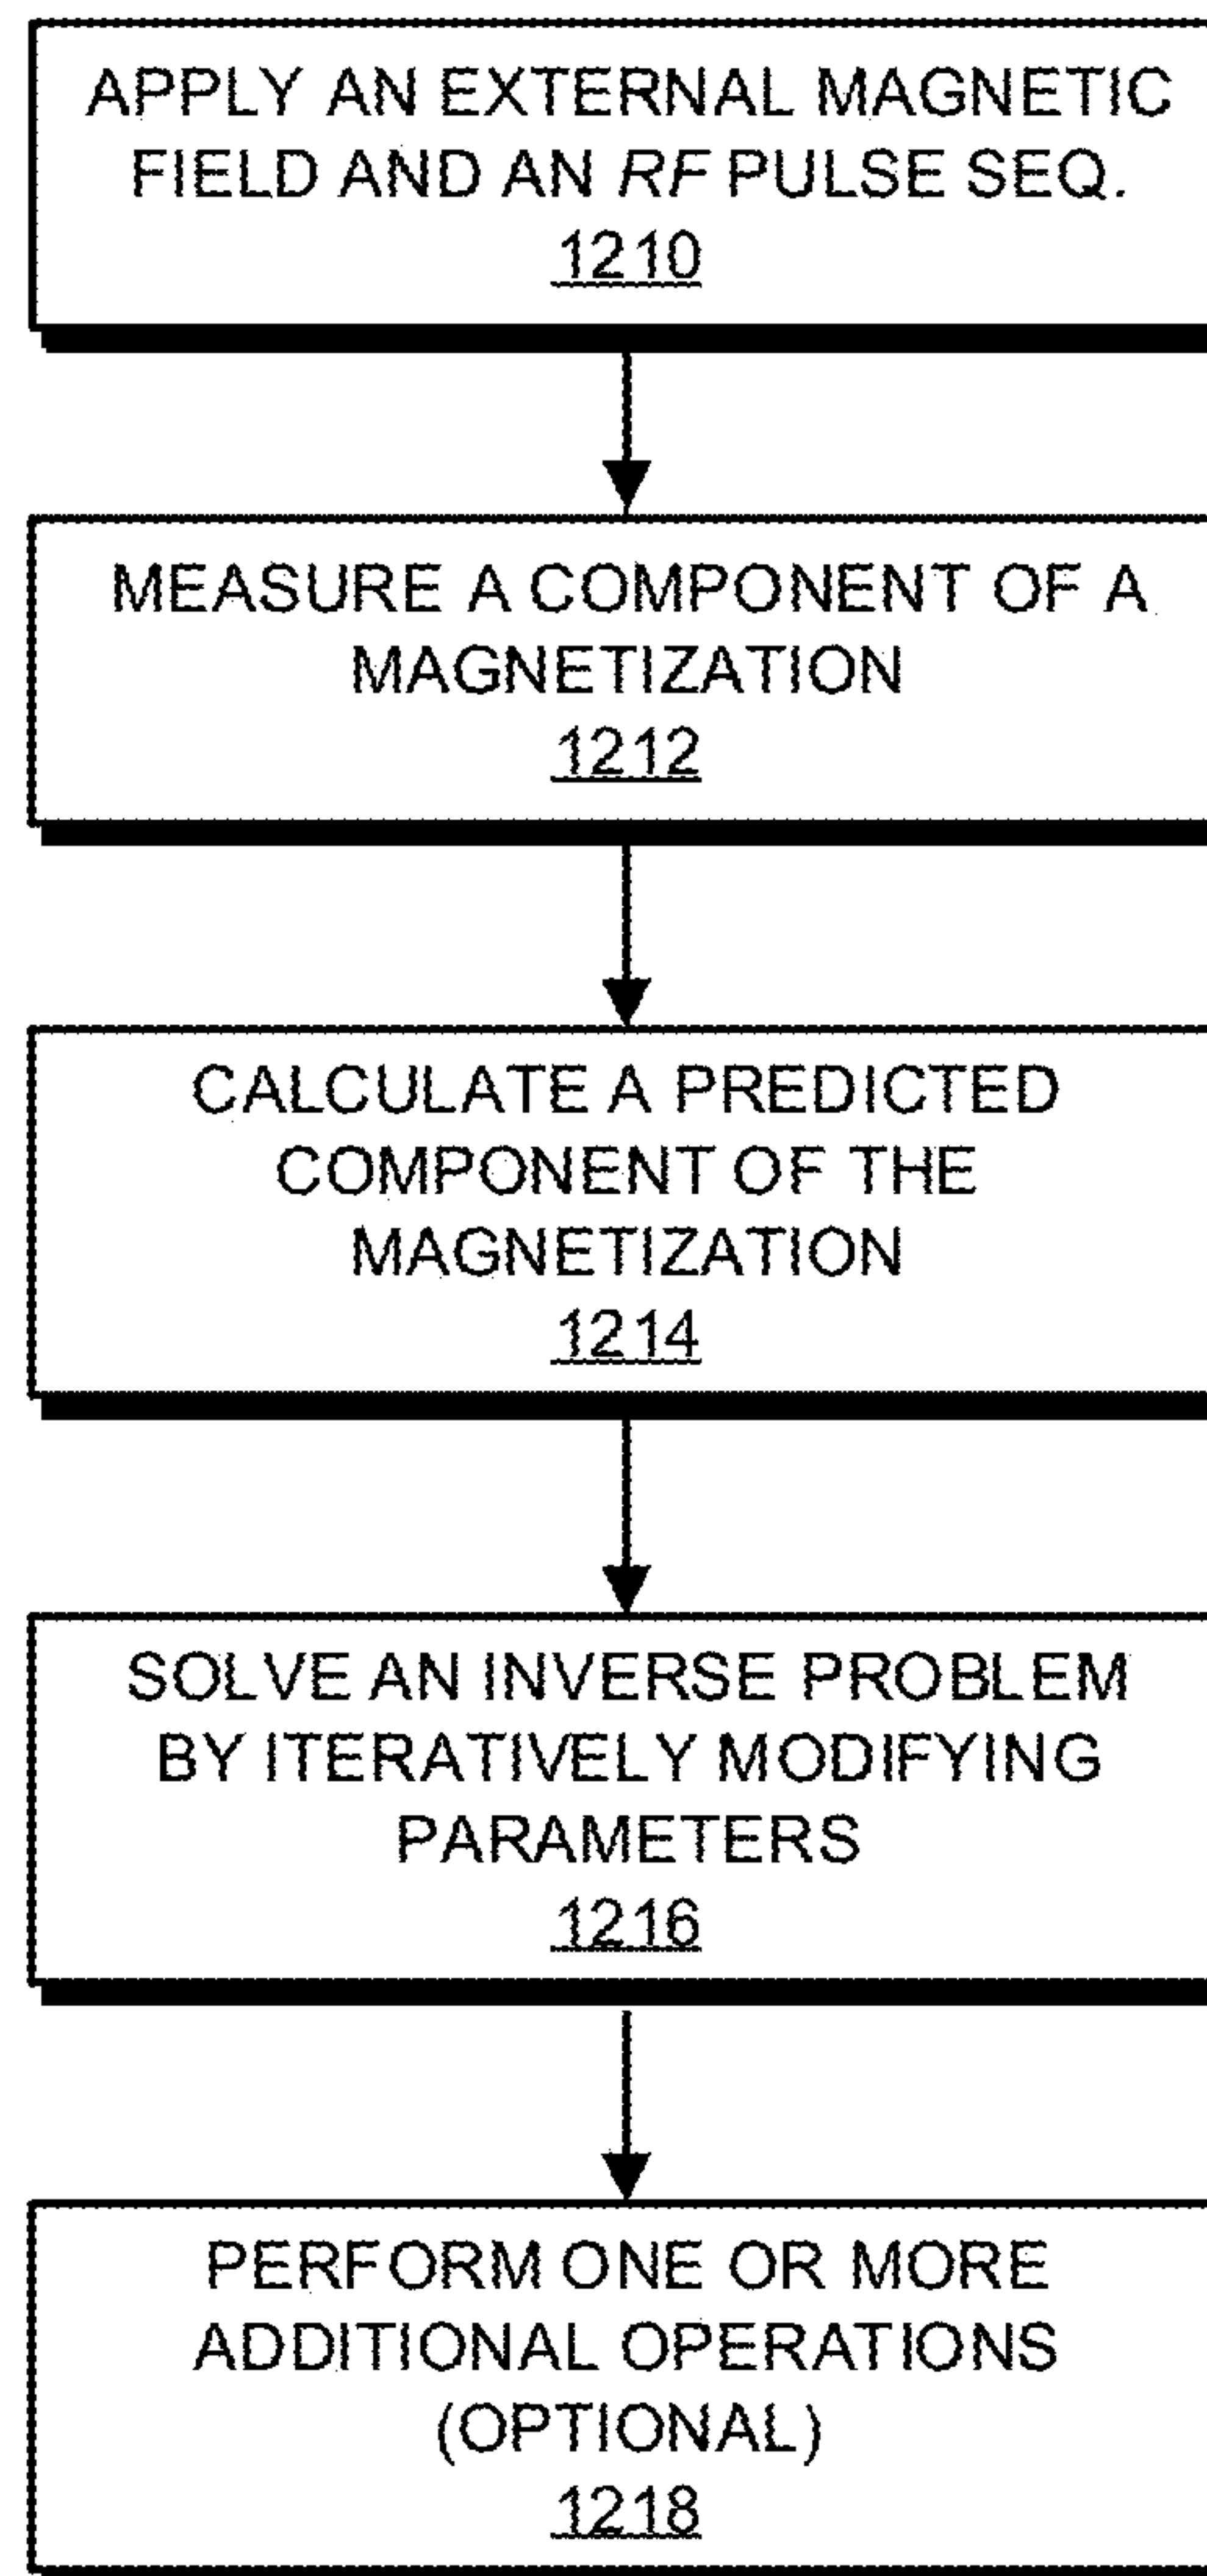 APPLY AN EXTERNAL MAGNETIC
FIELD AND AN RF PULSE SEQ.
1210
MEASURE A COMPONENT OF A
MAGNETIZATION
1212
CALCULATE A PREDICTED
COMPONENT OF THE
MAGNETIZATION
1214
SOLVE AN INVERSE PROBLEM
BY ITERATIVELY MODIFYING
PARAMETERS
1216
PERFORM ONE OR MORE
ADDITIONAL OPERATIONS
(OPTIONAL)
1218